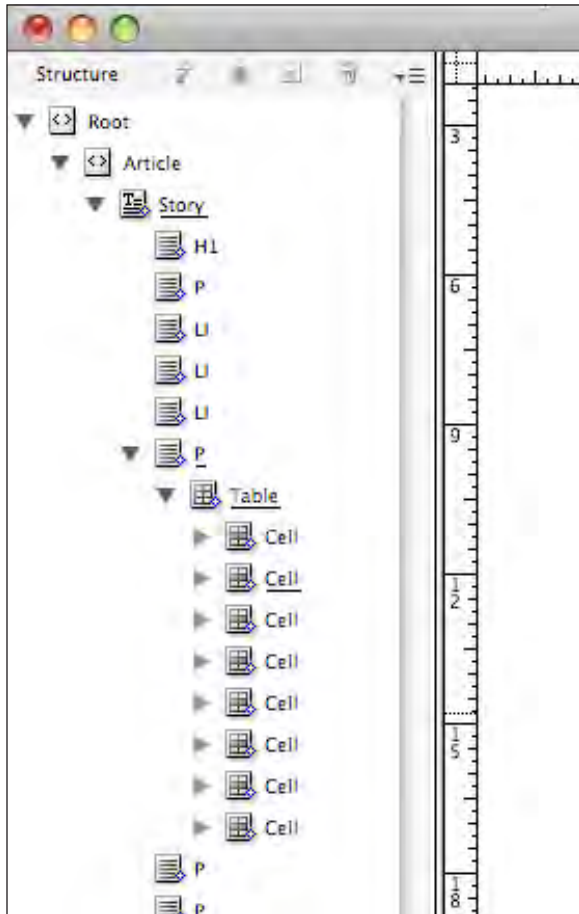 Structure
Root
Article
Story
H1
P
LI
LI
LI
P
Table
Cell
Cell
Cell
Cell
Cell
Cell
Cell
Cell
P
P
3
6
9
12
15
18